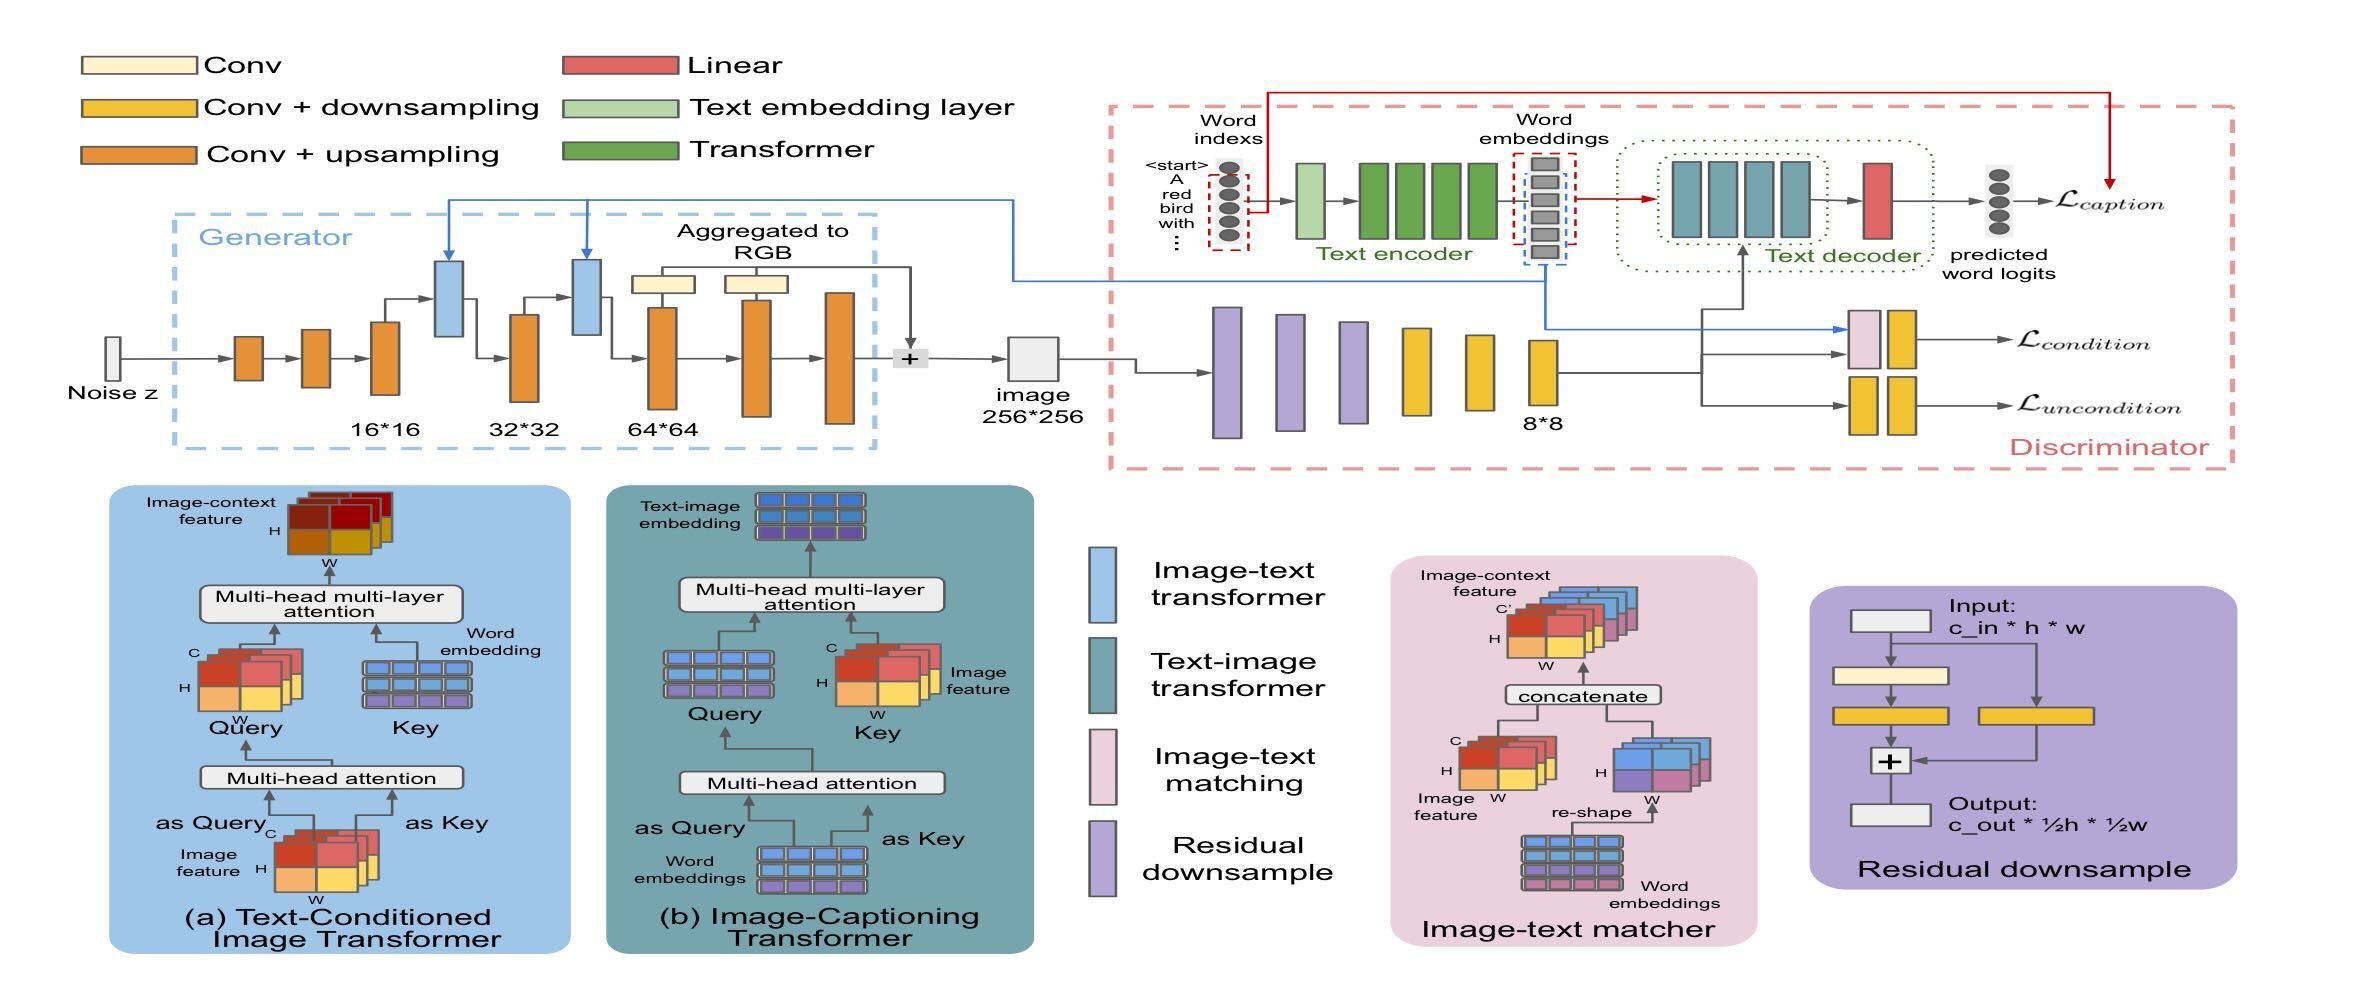 Conv
Conv + downsampling
Conv + upsampling
Linear
Text embedding layer
Transformer
Generator
Aggregated to
RGB
Noise z
16*16
32*32
64*64
+
image
256*256
Word
indexs
<start>
A
red
bird
with
...
Text encoder
Word
embeddings
Text decoder
predicted
word logits
ℒcaption
ℒcondition
ℒuncondition
8*8
Discriminator
Image-context
feature
H
W
Multi-head multi-layer
attention
Word
embedding
C
H
W
Query
Key
Multi-head attention
as Query
as Key
C
Image
feature
H
W
(a) Text-Conditioned
Image Transformer
Text-image
embedding
Multi-head multi-layer
attention
C
H
W
Image
feature
Query
Key
Multi-head attention
as Query
as Key
Word
embeddings
(b) Image-Captioning
Transformer
Image-text
transformer
Text-image
transformer
Image-text
matching
Residual
downsample
Image-context
feature
C'
H
W
concatenate
C
H
W
Image
feature
H
W
re-shape
Word
embeddings
Image-text matcher
Input:
c_in * h * w
+
Output:
c_out * ½h * ½w
Residual downsample